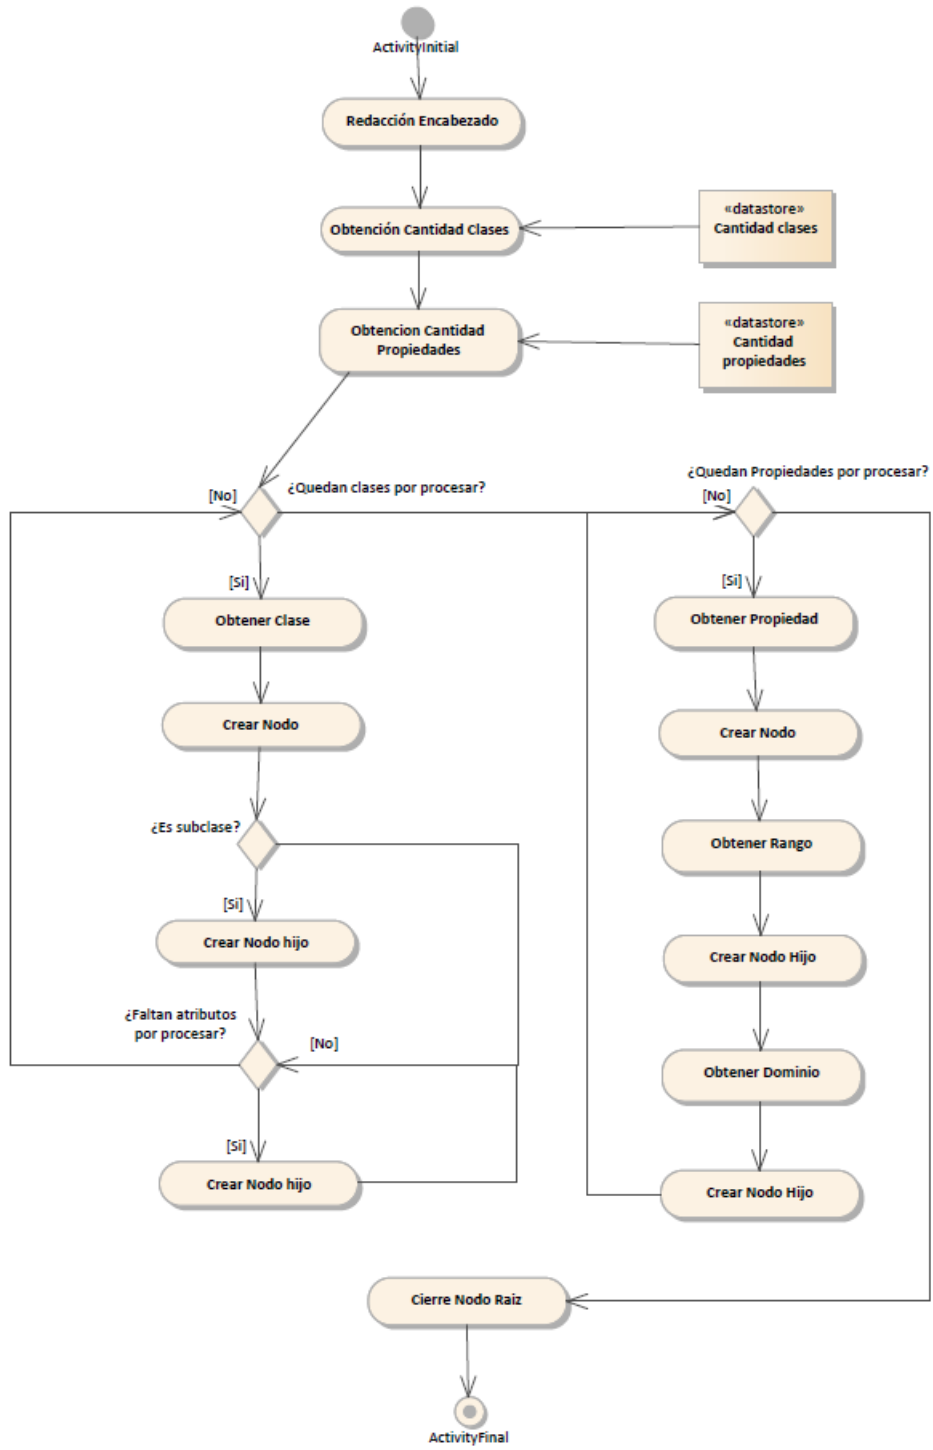 ActivityInitial
Redacción Encabezado
Obtención Cantidad Clases
«datastore»
Cantidad clases
Obtencion Cantidad
Propiedades
«datastore»
Cantidad
propiedades
¿Quedan clases por procesar?
[No]
¿Quedan Propiedades por procesar?
[No]
[Si]
Obtener Clase
Crear Nodo
¿Es subclase?
[Si]
Crear Nodo hijo
¿Faltan atributos
por procesar?
[No]
[Si]
Crear Nodo hijo
[Si]
Obtener Propiedad
Crear Nodo
Obtener Rango
Crear Nodo Hijo
Obtener Dominio
Crear Nodo Hijo
Cierre Nodo Raiz
ActivityFinal